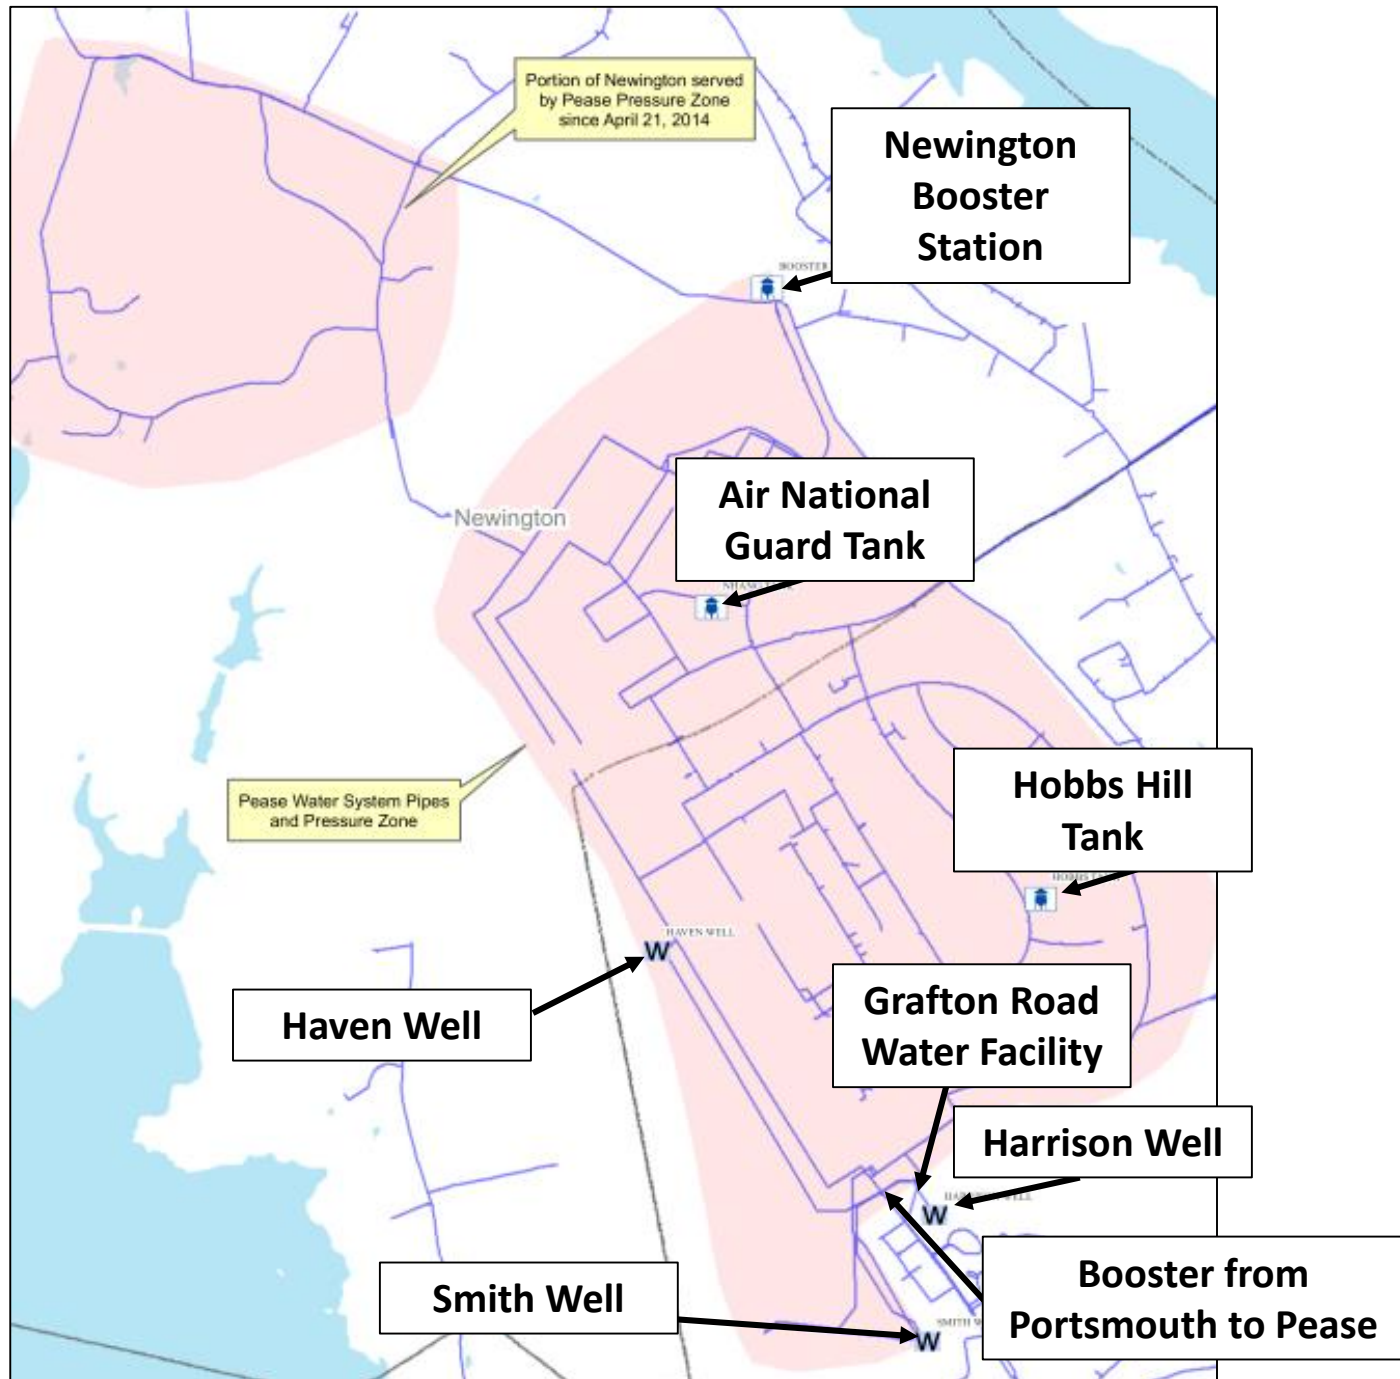 Portion of Newington served
by Pease Pressure Zone
since April 21, 2014
Newington
Booster
Station
BOOSTER
Air National
Guard Tank
Newington
Pease Water System Pipes
and Pressure Zone
Hobbs Hill
Tank
HAVEN WELL
W
Haven Well
Grafton Road
Water Facility
Harrison Well
W
Booster from
Portsmouth to Pease
Smith Well
SMITH W
W